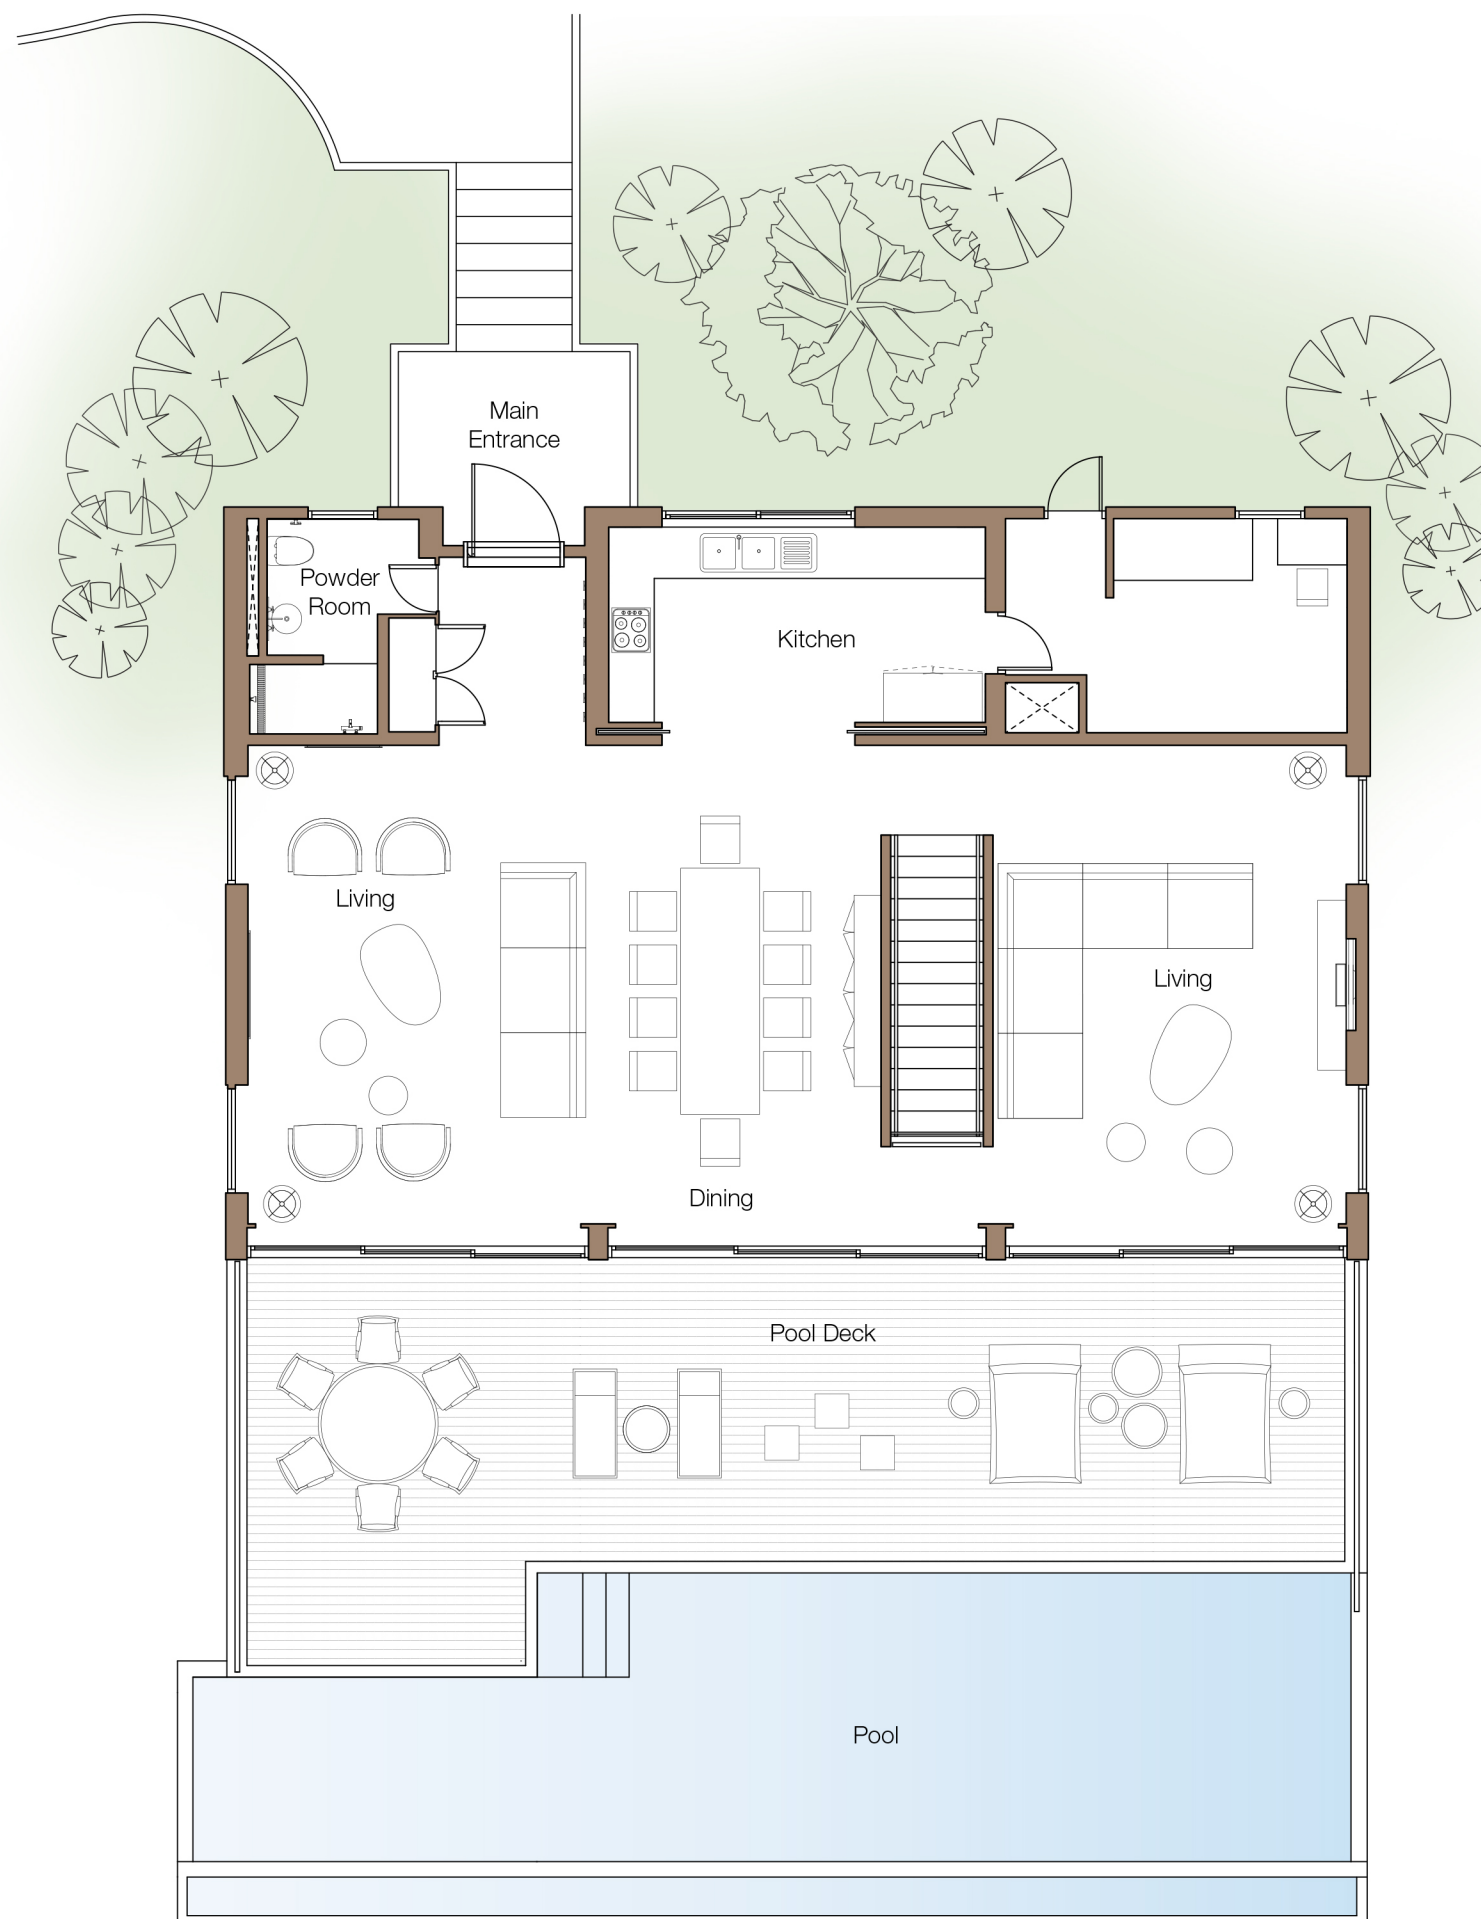 Main
Entrance
Powder
Room
Kitchen
Living
Living
Dining
Pool Deck
Pool